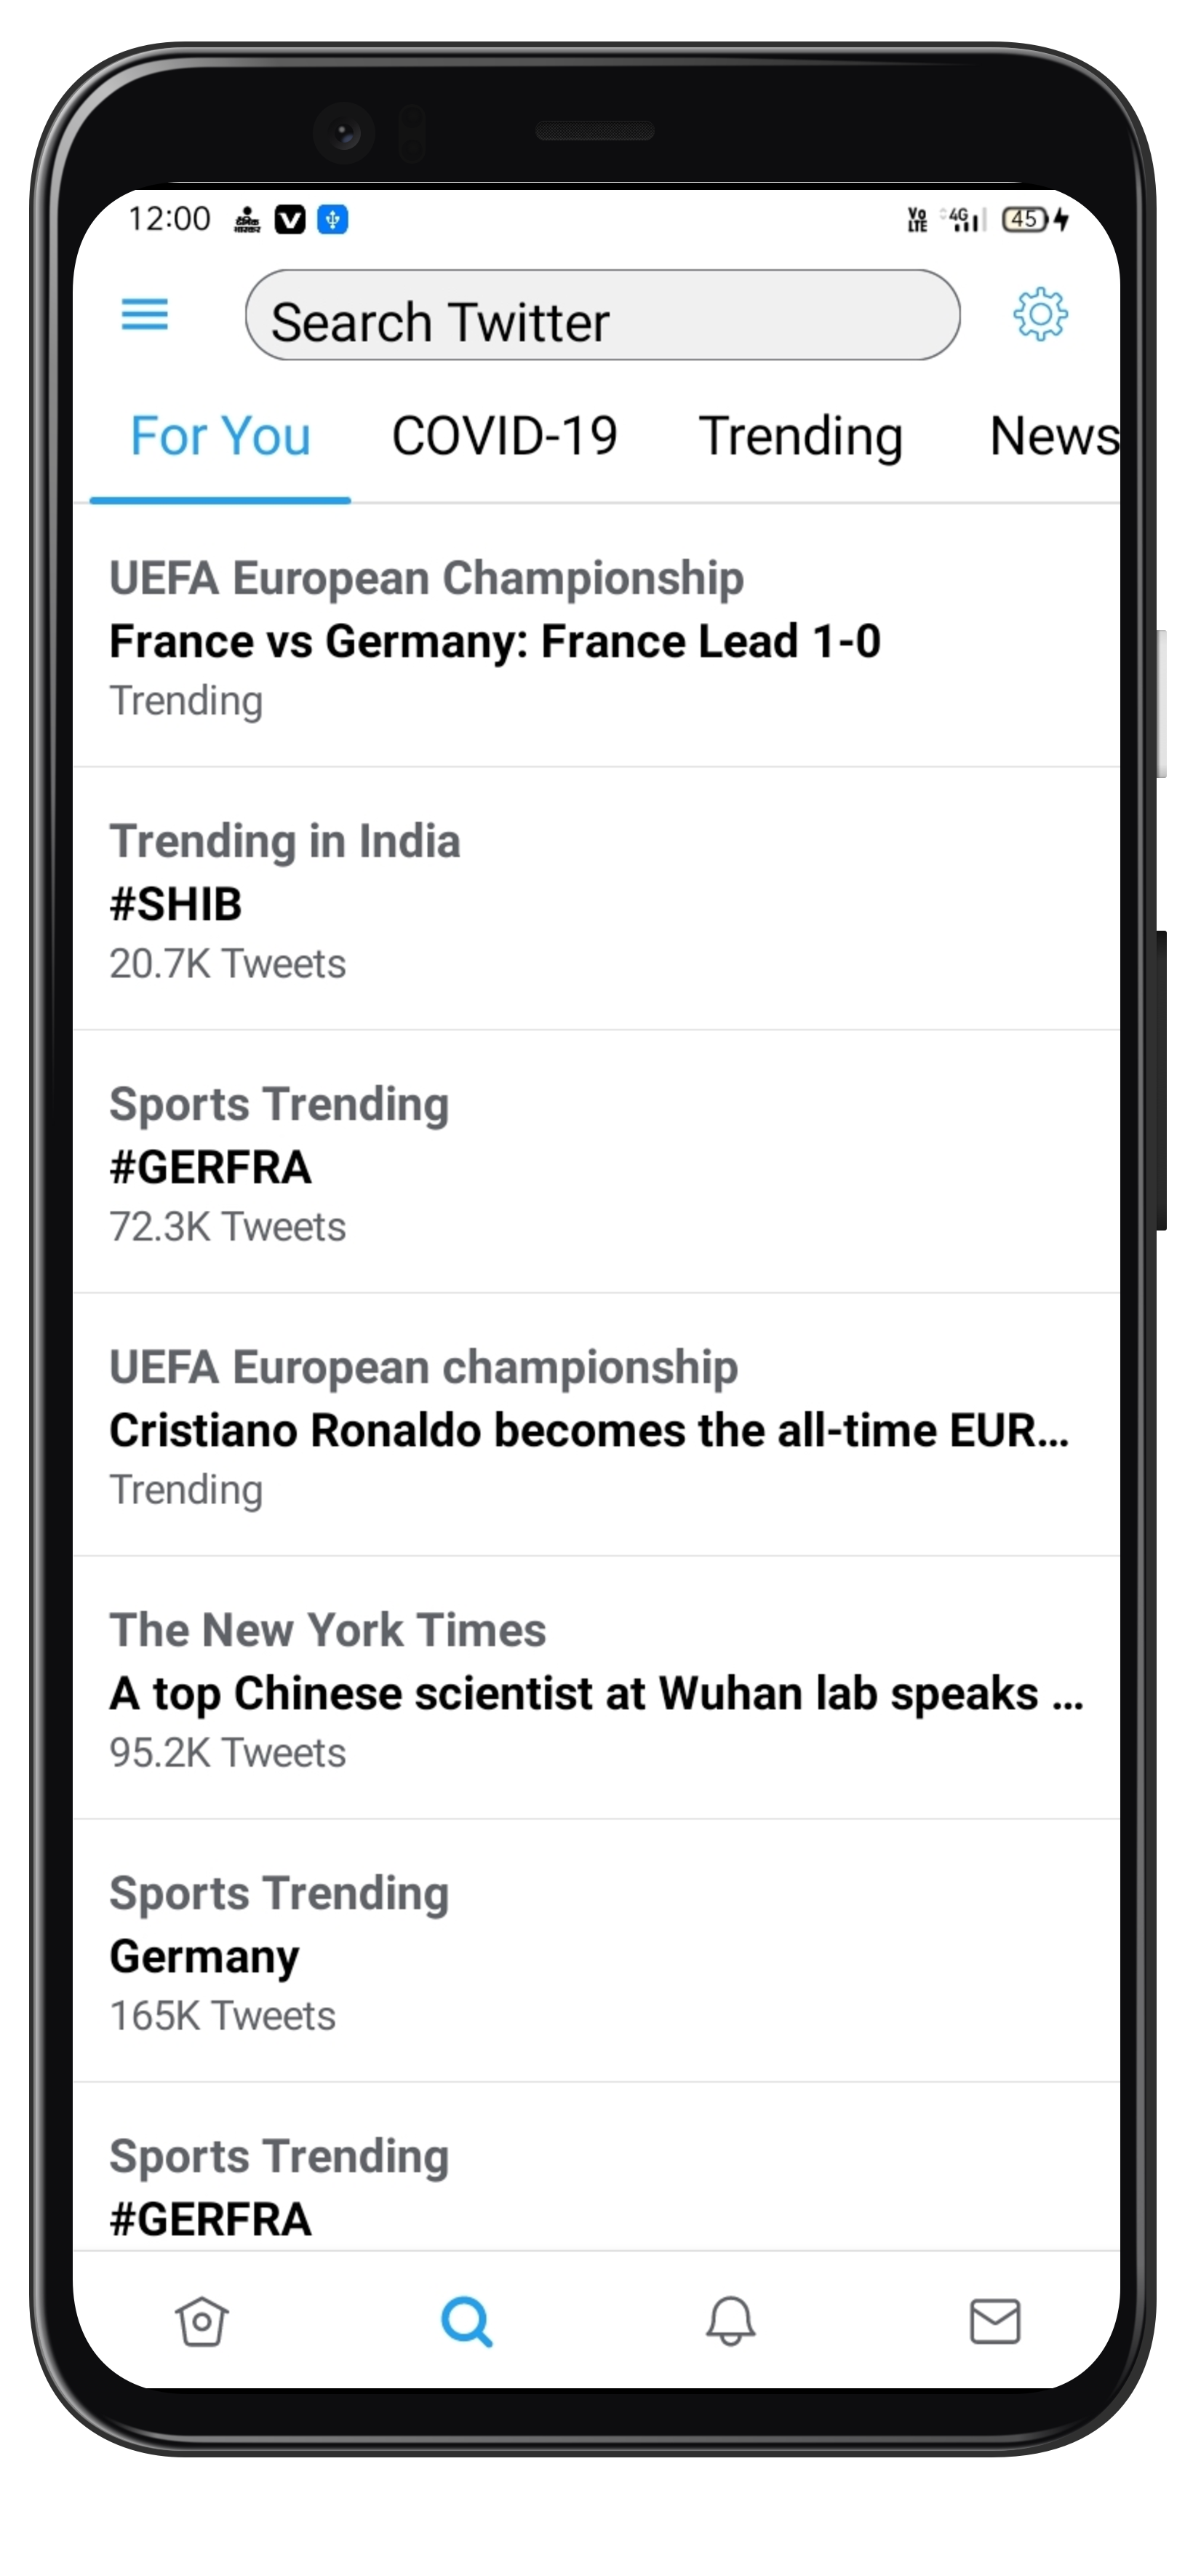 12:00
दैनिक
भास्कर
V
Vo
LTE
4G
45
Search Twitter
For You COVID-19 Trending News
UEFA European Championship
France vs Germany: France Lead 1-0
Trending
Trending in India
#SHIB
20.7K Tweets
Sports Trending
#GERFRA
72.3K Tweets
UEFA European championship
Cristiano Ronaldo becomes the all-time EUR...
Trending
The New York Times
A top Chinese scientist at Wuhan lab speaks ...
95.2K Tweets
Sports Trending
Germany
165K Tweets
Sports Trending
#GERFRA